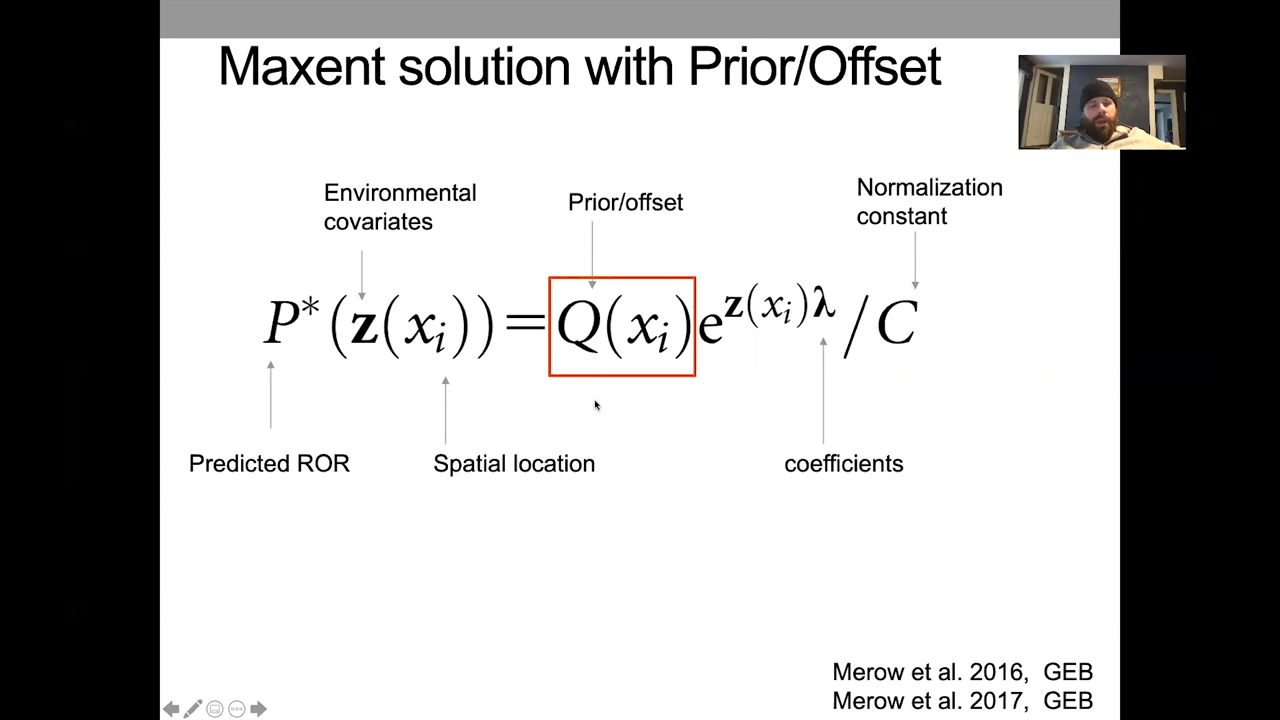 Maxent solution with Prior/Offset
Environmental
covariates
Prior/offset
Normalization
constant
P*(z(xᵢ))=Q(xᵢ)e^{z(xᵢ)λ}/C
Predicted ROR
Spatial location
coefficients
Merow et al. 2016, GEB
Merow et al. 2017, GEB